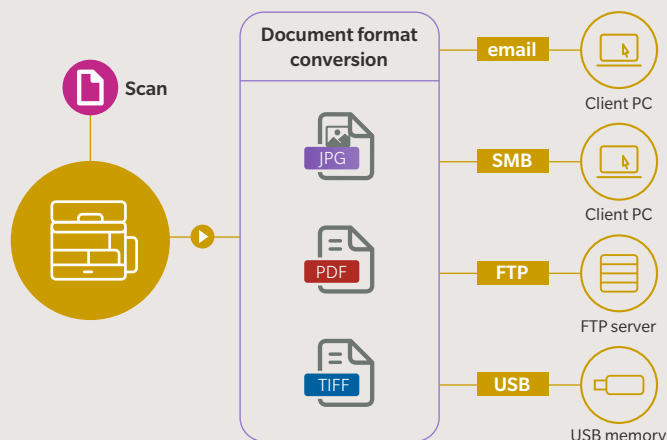 Scan
Document format
conversion
JPG
PDF
TIFF
email
Client PC
SMB
Client PC
FTP
FTP server
USB
USB memory